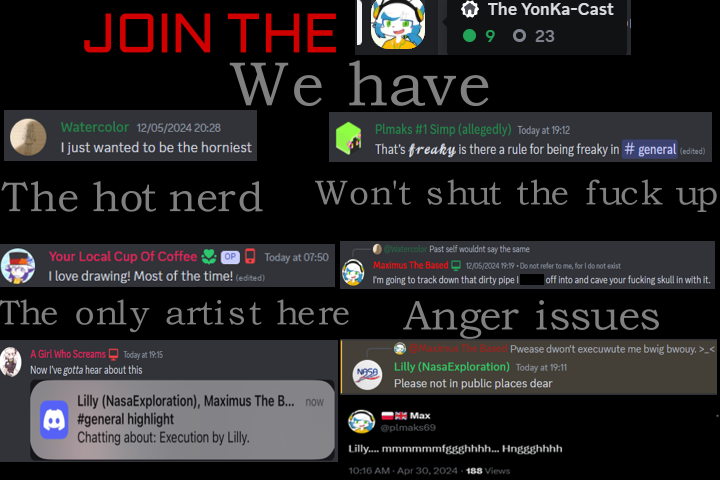 JOIN THE
The YonKa-Cast
9 23
We have
Watercolor 12/05/2024 20:28
I just wanted to be the horniest
Plmaks #1 Simp (allegedly) Today at 19:12
That's freaky is there a rule for being freaky in # general (edited)
The hot nerd
Won't shut the fuck up
Your Local Cup Of Coffee OP Today at 07:50
I love drawing! Most of the time! (edited)
@Watercolor Past self wouldnt say the same
Maximus The Based 12/05/2024 19:19 • Do not refer to me, for I do not exist
I'm going to track down that dirty pipe I off into and cave your fucking skull in with it.
The only artist here
Anger issues
A Girl Who Screams Today at 19:15
Now I've gotta hear about this
Lilly (NasaExploration), Maximus The B... now
#general highlight
Chatting about: Execution by Lilly.
@Maximus The Based Pwease dwon't execuwute me bwig bwouy. >_<
NASA
Lilly (NasaExploration) Today at 19:11
Please not in public places dear
Max
@plmaks69
Lilly.... mmmmmmfggghhhh... Hnggghhhh
10:16 AM · Apr 30, 2024 · 188 Views